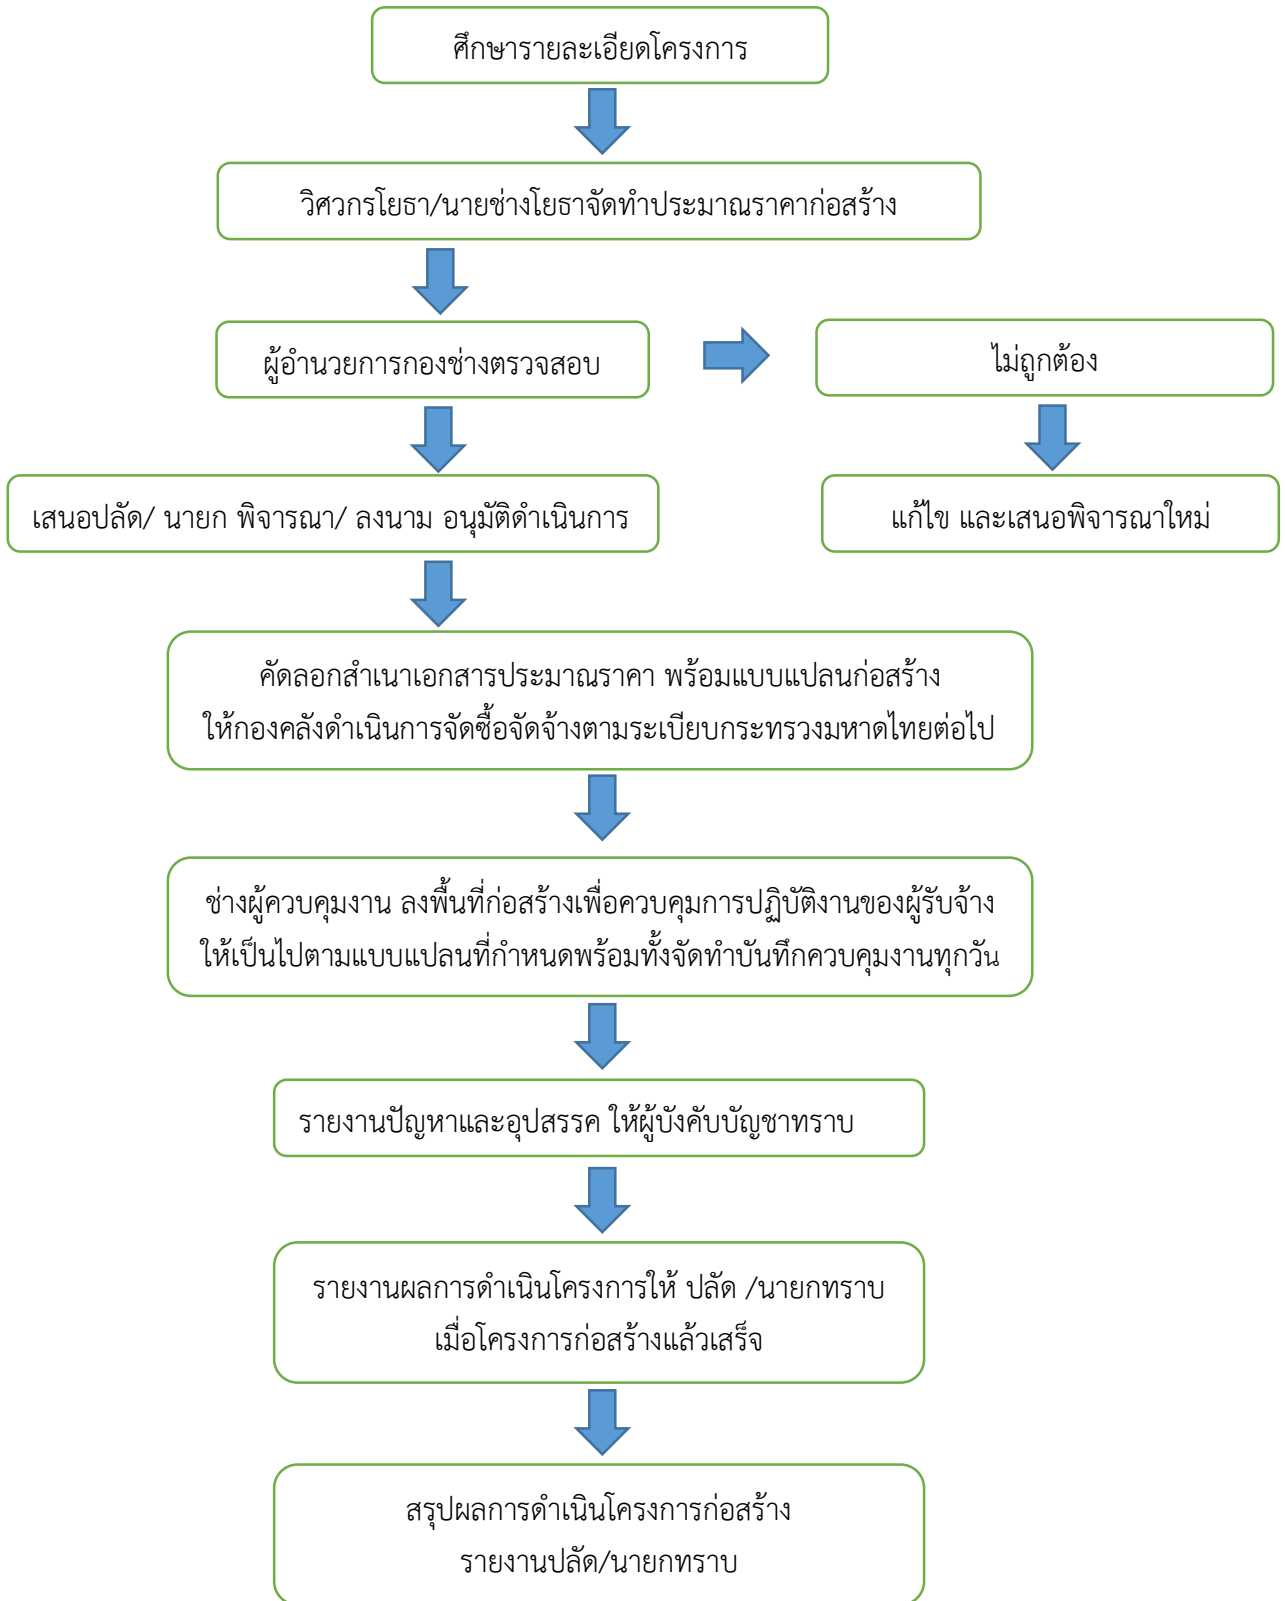 ศึกษารายละเอียดโครงการ
วิศวกรโยธา/นายช่างโยธาจัดทำประมาณราคาก่อสร้าง
ผู้อำนวยการกองช่างตรวจสอบ
ไม่ถูกต้อง
เสนอปลัด/ นายก พิจารณา/ ลงนาม อนุมัติดำเนินการ
แก้ไข และเสนอพิจารณาใหม่
คัดลอกสำเนาเอกสารประมาณราคา พร้อมแบบแปลนก่อสร้าง
ให้กองคลังดำเนินการจัดซื้อจัดจ้างตามระเบียบกระทรวงมหาดไทยต่อไป
ช่างผู้ควบคุมงาน ลงพื้นที่ก่อสร้างเพื่อควบคุมการปฏิบัติงานของผู้รับจ้าง
ให้เป็นไปตามแบบแปลนที่กำหนดพร้อมทั้งจัดทำบันทึกควบคุมงานทุกวัน
รายงานปัญหาและอุปสรรค ให้ผู้บังคับบัญชาทราบ
รายงานผลการดำเนินโครงการให้ ปลัด /นายกทราบ
เมื่อโครงการก่อสร้างแล้วเสร็จ
สรุปผลการดำเนินโครงการก่อสร้าง
รายงานปลัด/นายกทราบ